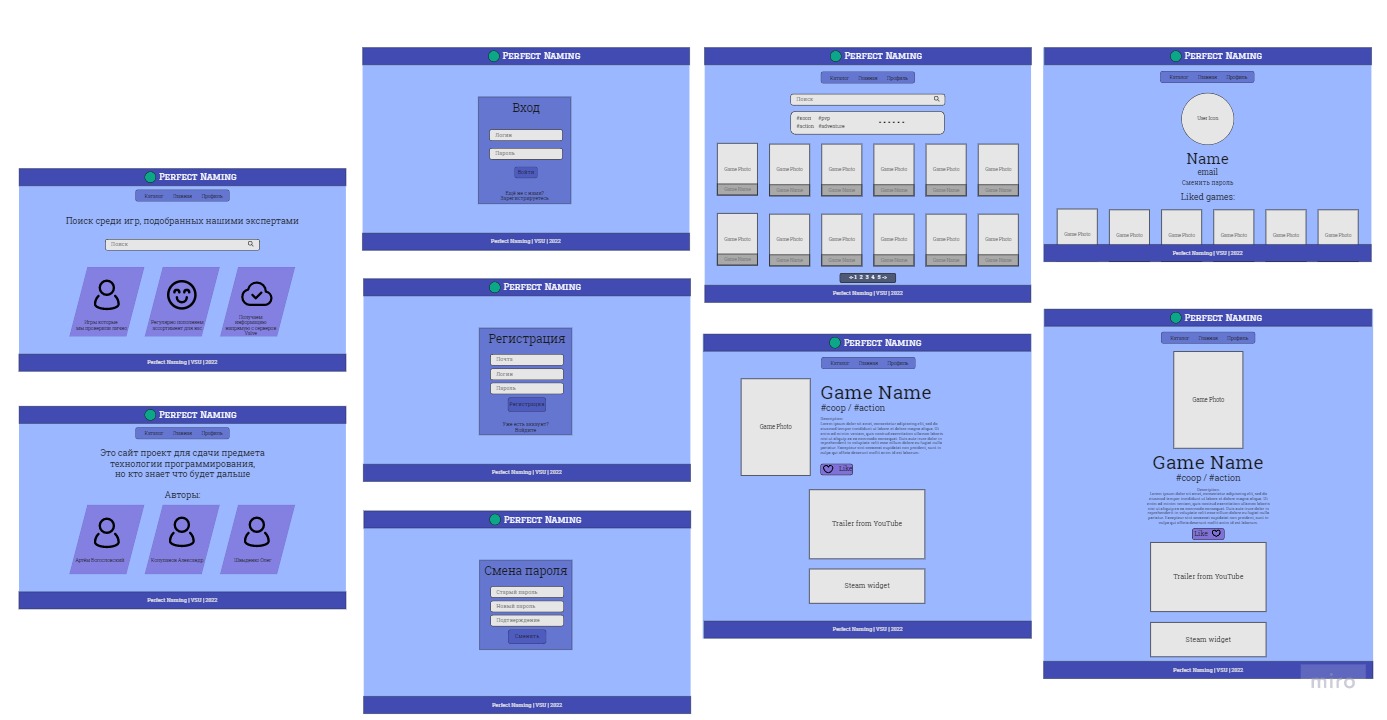 PERFECT NAMING
Каталог Главная Профиль
Поиск среди игр, подобранных нашими экспертами
Поиск
Игры которые
мы проверили лично
Регулярно пополняем
ассортимент для вас
Получаем
информацию
напрямую с серверов
Valve
Perfect Naming | VSU | 2022
PERFECT NAMING
Каталог Главная Профиль
Это сайт проект для сдачи предмета
технологии программирования,
но кто знает что будет дальше
Авторы:
Perfect Naming | VSU | 2022
PERFECT NAMING
Вход
Логин
Пароль
Войти
Ещё не с нами?
Зарегистрируетесь
Perfect Naming | VSU | 2022
PERFECT NAMING
Регистрация
Почта
Логин
Пароль
Регистрация
Уже есть аккаунт?
Войдите
Perfect Naming | VSU | 2022
PERFECT NAMING
Смена пароля
Старый пароль
Новый пароль
Подтверждение
Сменить
Perfect Naming | VSU | 2022
PERFECT NAMING
Каталог Главная Профиль
Поиск
#pvp
#action #adventure
......
Game Photo Game Photo Game Photo Game Photo Game Photo Game Photo
Game Name Game Name Game Name Game Name Game Name Game Name
Game Photo Game Photo Game Photo Game Photo Game Photo Game Photo
Game Name Game Name Game Name Game Name Game Name Game Name
<-1 2 3 4 5->
Perfect Naming | VSU | 2022
PERFECT NAMING
Каталог Главная Профиль
Game Photo
Game Name
#coop / #action
Like
Trailer from YouTube
Steam widget
Perfect Naming | VSU | 2022
PERFECT NAMING
Каталог Главная Профиль
User Icon
Name
email
Сменить пароль
Liked games:
Game Photo Game Photo Game Photo Game Photo Game Photo Game Photo
Perfect Naming | VSU | 2022
PERFECT NAMING
Каталог Главная Профиль
Game Photo
Game Name
#coop / #action
Like
Trailer from YouTube
Steam widget
Perfect Naming | VSU | 2022
miro